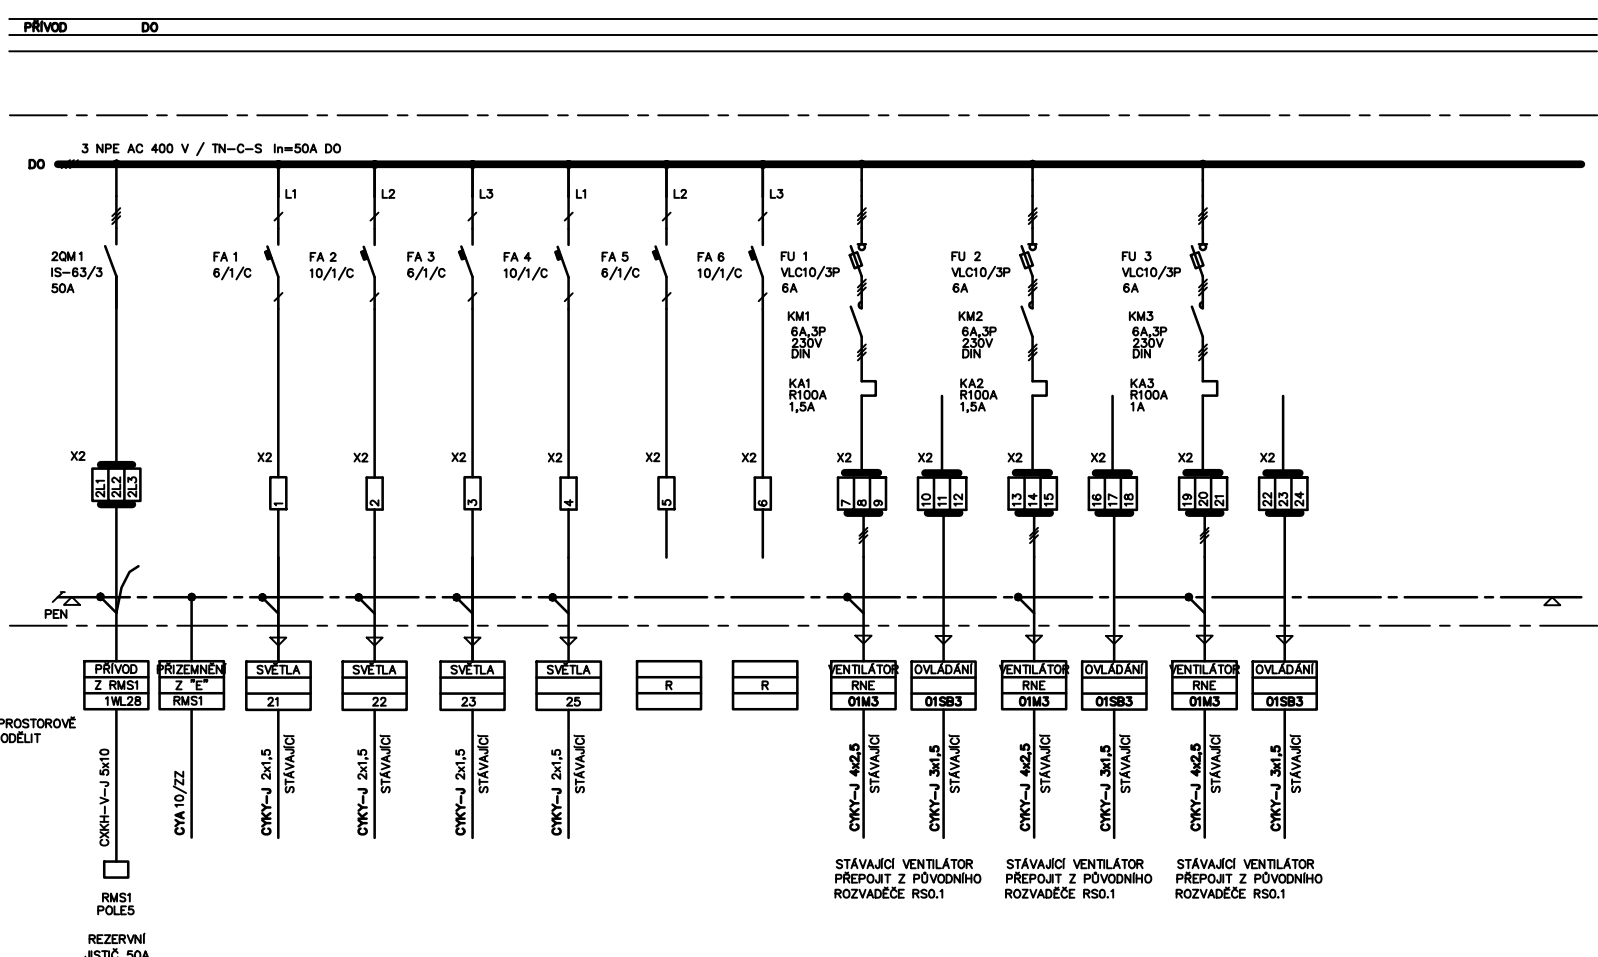 PŘÍVOD DO
3 NPE AC 400 V / TN-C-S In=50A DO
DO
L1 L2 L3 L1 L2 L3
2QM1
IS-63/3
50A
FA 1
6/1/C
FA 2
10/1/C
FA 3
6/1/C
FA 4
10/1/C
FA 5
6/1/C
FA 6
10/1/C
FU 1
VLC10/3P
6A
KM1
6A,3P
230V
DIN
KA1
R100A
1,5A
FU 2
VLC10/3P
6A
KM2
6A,3P
230V
DIN
KA2
R100A
1,5A
FU 3
VLC10/3P
6A
KM3
6A,3P
230V
DIN
KA3
R100A
1A
X2 X2 X2 X2 X2 X2 X2 X2 X2 X2 X2 X2 X2
2L1 2L2 2L3 1 2 3 4 5 6 7 8 9 10 11 12 13 14 15 16 17 18 19 20 21 22 23 24
PEN
PŘÍVOD
Z RMS1
1WL28
PŘIZEMNĚNÍ
Z "E"
RMS1
SVĚTLA
21
SVĚTLA
22
SVĚTLA
23
SVĚTLA
25
R
R
VENTILÁTOR
RNE
01M3
OVLÁDÁNÍ
01SB3
VENTILÁTOR
RNE
01M3
OVLÁDÁNÍ
01SB3
VENTILÁTOR
RNE
01M3
OVLÁDÁNÍ
01SB3
PROSTOROVĚ
ODĚLIT
CXKH-V-J 5x10
CYA 10/ZZ
CYKY-J 2x1,5
STÁVAJÍCÍ
CYKY-J 2x1,5
STÁVAJÍCÍ
CYKY-J 2x1,5
STÁVAJÍCÍ
CYKY-J 2x1,5
STÁVAJÍCÍ
CYKY-J 4x2,5
STÁVAJÍCÍ
CYKY-J 3x1,5
STÁVAJÍCÍ
CYKY-J 4x2,5
STÁVAJÍCÍ
CYKY-J 3x1,5
STÁVAJÍCÍ
CYKY-J 4x2,5
STÁVAJÍCÍ
CYKY-J 3x1,5
STÁVAJÍCÍ
RMS1
POLE5
REZERVNÍ
JISTIČ 50A
STÁVAJÍCÍ VENTILÁTOR
PŘEPOJIT Z PŮVODNÍHO
ROZVADĚČE RS0.1
STÁVAJÍCÍ VENTILÁTOR
PŘEPOJIT Z PŮVODNÍHO
ROZVADĚČE RS0.1
STÁVAJÍCÍ VENTILÁTOR
PŘEPOJIT Z PŮVODNÍHO
ROZVADĚČE RS0.1